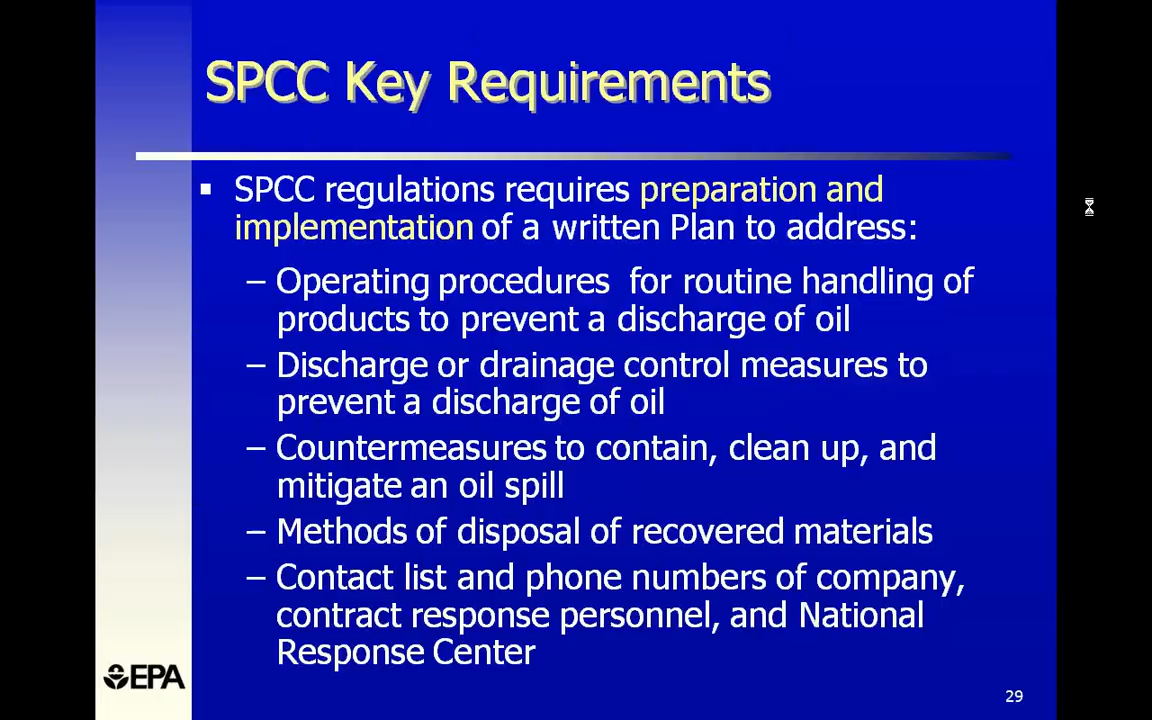 SPCC Key Requirements
▪ SPCC regulations requires preparation and
implementation of a written Plan to address:
– Operating procedures  for routine handling of
products to prevent a discharge of oil
– Discharge or drainage control measures to
prevent a discharge of oil
– Countermeasures to contain, clean up, and
mitigate an oil spill
– Methods of disposal of recovered materials
– Contact list and phone numbers of company,
contract response personnel, and National
Response Center
EPA
29